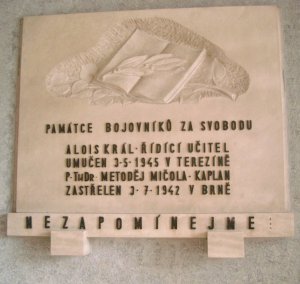 PAMÁTCE BOJOVNÍKŮ ZA SVOBODU
ALOIS KRÁL · ŘÍDÍCÍ UČITEL
UMUČEN 3·5·1945 V TEREZÍNĚ
P·THDR· METODĚJ MIČOLA · KAPLAN
ZASTŘELEN 3·7·1942 V BRNĚ
NEZAPOMÍNEJME